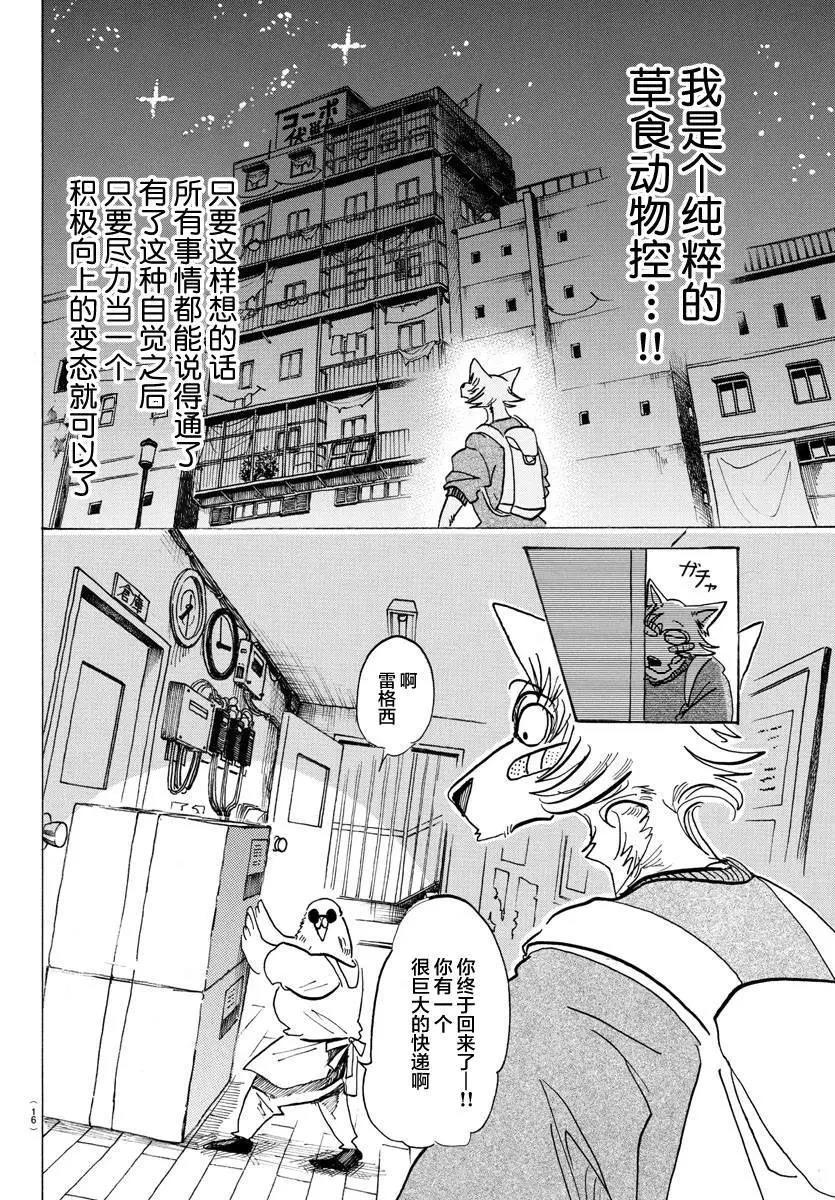 我是个纯粹的
草食动物控…!!
コーポ
伏獣
只要这样想的话
所有事情都能说得通了
有了这种自觉之后
只要尽力当一个
积极向上的变态就可以了
ガチャ
倉庫
啊
雷格西
你终于回来了—!!
你有一个
很巨大的快递啊
(16)